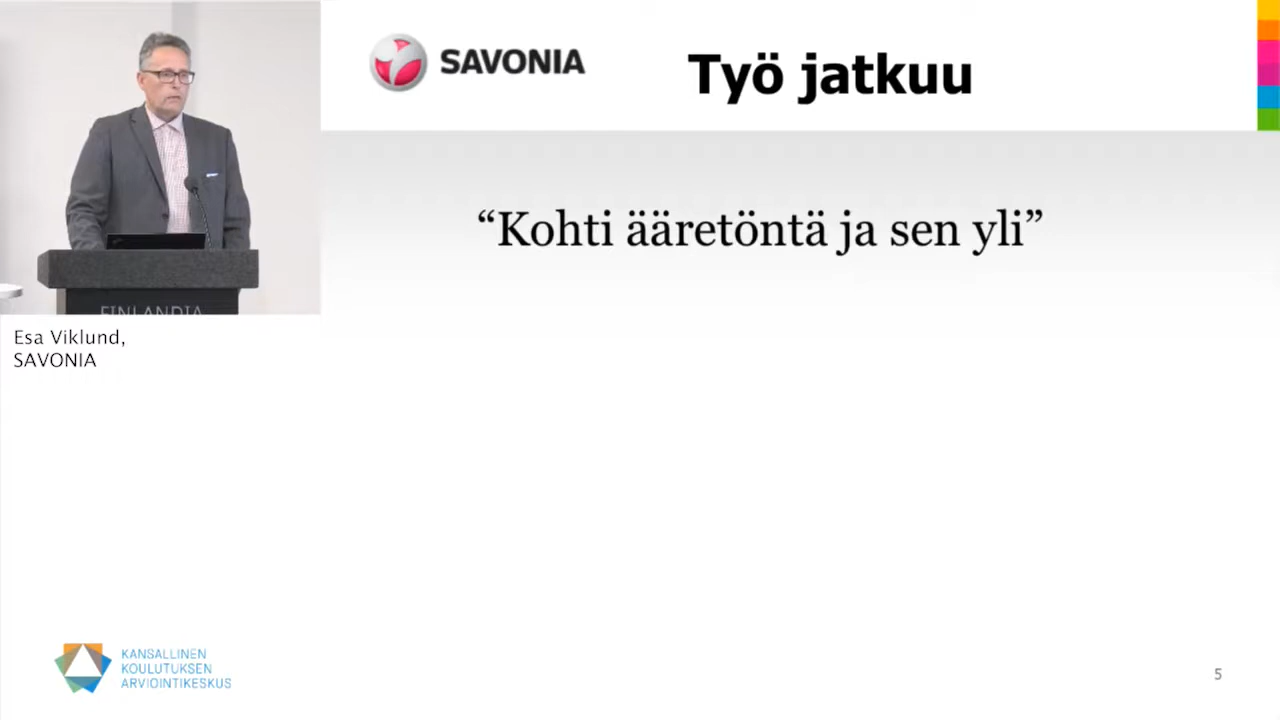 SAVONIA
Työ jatkuu
“Kohti ääretöntä ja sen yli”
FINLANDIA
Esa Viklund,
SAVONIA
KANSALLINEN
KOULUTUKSEN
ARVIOINTIKESKUS
5